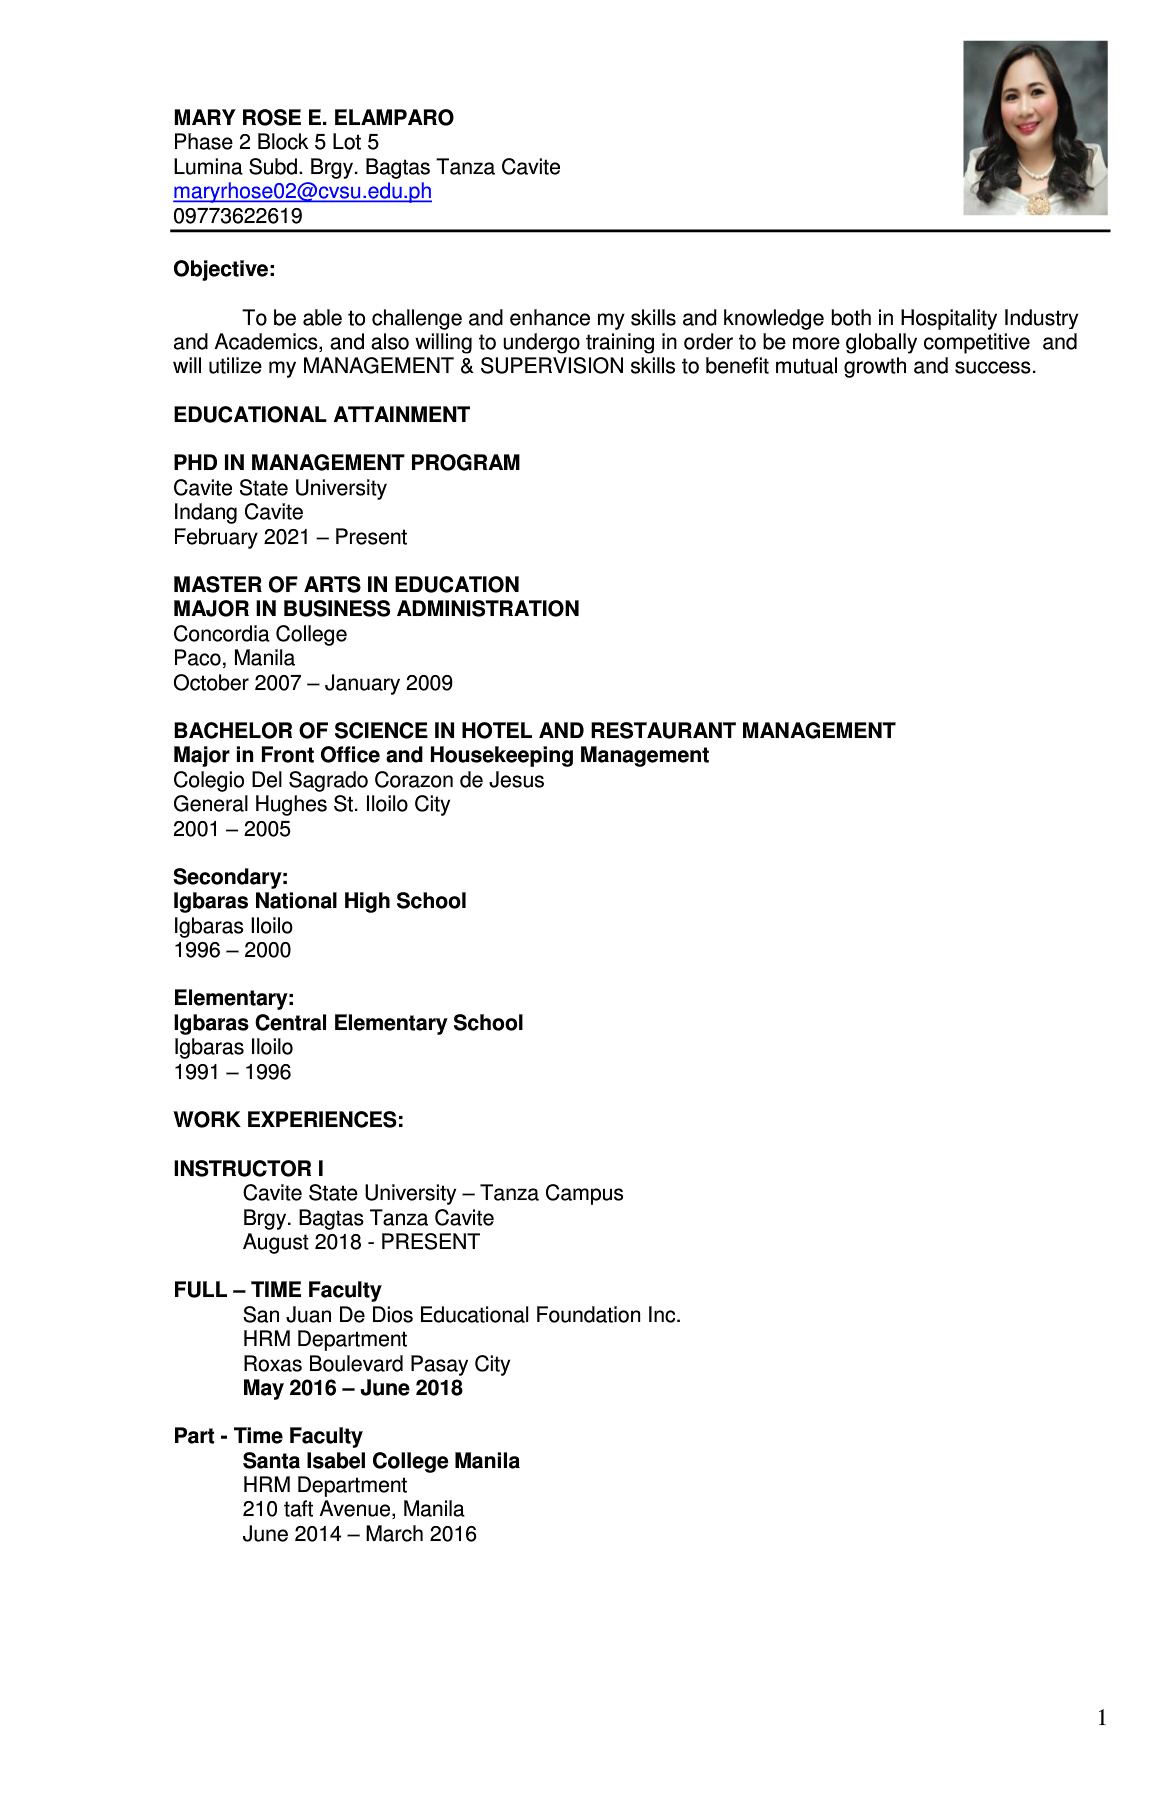 MARY ROSE E. ELAMPARO
Phase 2 Block 5 Lot 5
Lumina Subd. Brgy. Bagtas Tanza Cavite
maryrhose02@cvsu.edu.ph
09773622619
Objective:
To be able to challenge and enhance my skills and knowledge both in Hospitality Industry
and Academics, and also willing to undergo training in order to be more globally competitive  and
will utilize my MANAGEMENT & SUPERVISION skills to benefit mutual growth and success.
EDUCATIONAL ATTAINMENT
PHD IN MANAGEMENT PROGRAM
Cavite State University
Indang Cavite
February 2021 – Present
MASTER OF ARTS IN EDUCATION
MAJOR IN BUSINESS ADMINISTRATION
Concordia College
Paco, Manila
October 2007 – January 2009
BACHELOR OF SCIENCE IN HOTEL AND RESTAURANT MANAGEMENT
Major in Front Office and Housekeeping Management
Colegio Del Sagrado Corazon de Jesus
General Hughes St. Iloilo City
2001 – 2005
Secondary:
Igbaras National High School
Igbaras Iloilo
1996 – 2000
Elementary:
Igbaras Central Elementary School
Igbaras Iloilo
1991 – 1996
WORK EXPERIENCES:
INSTRUCTOR I
Cavite State University – Tanza Campus
Brgy. Bagtas Tanza Cavite
August 2018 - PRESENT
FULL – TIME Faculty
San Juan De Dios Educational Foundation Inc.
HRM Department
Roxas Boulevard Pasay City
May 2016 – June 2018
Part - Time Faculty
Santa Isabel College Manila
HRM Department
210 taft Avenue, Manila
June 2014 – March 2016
1